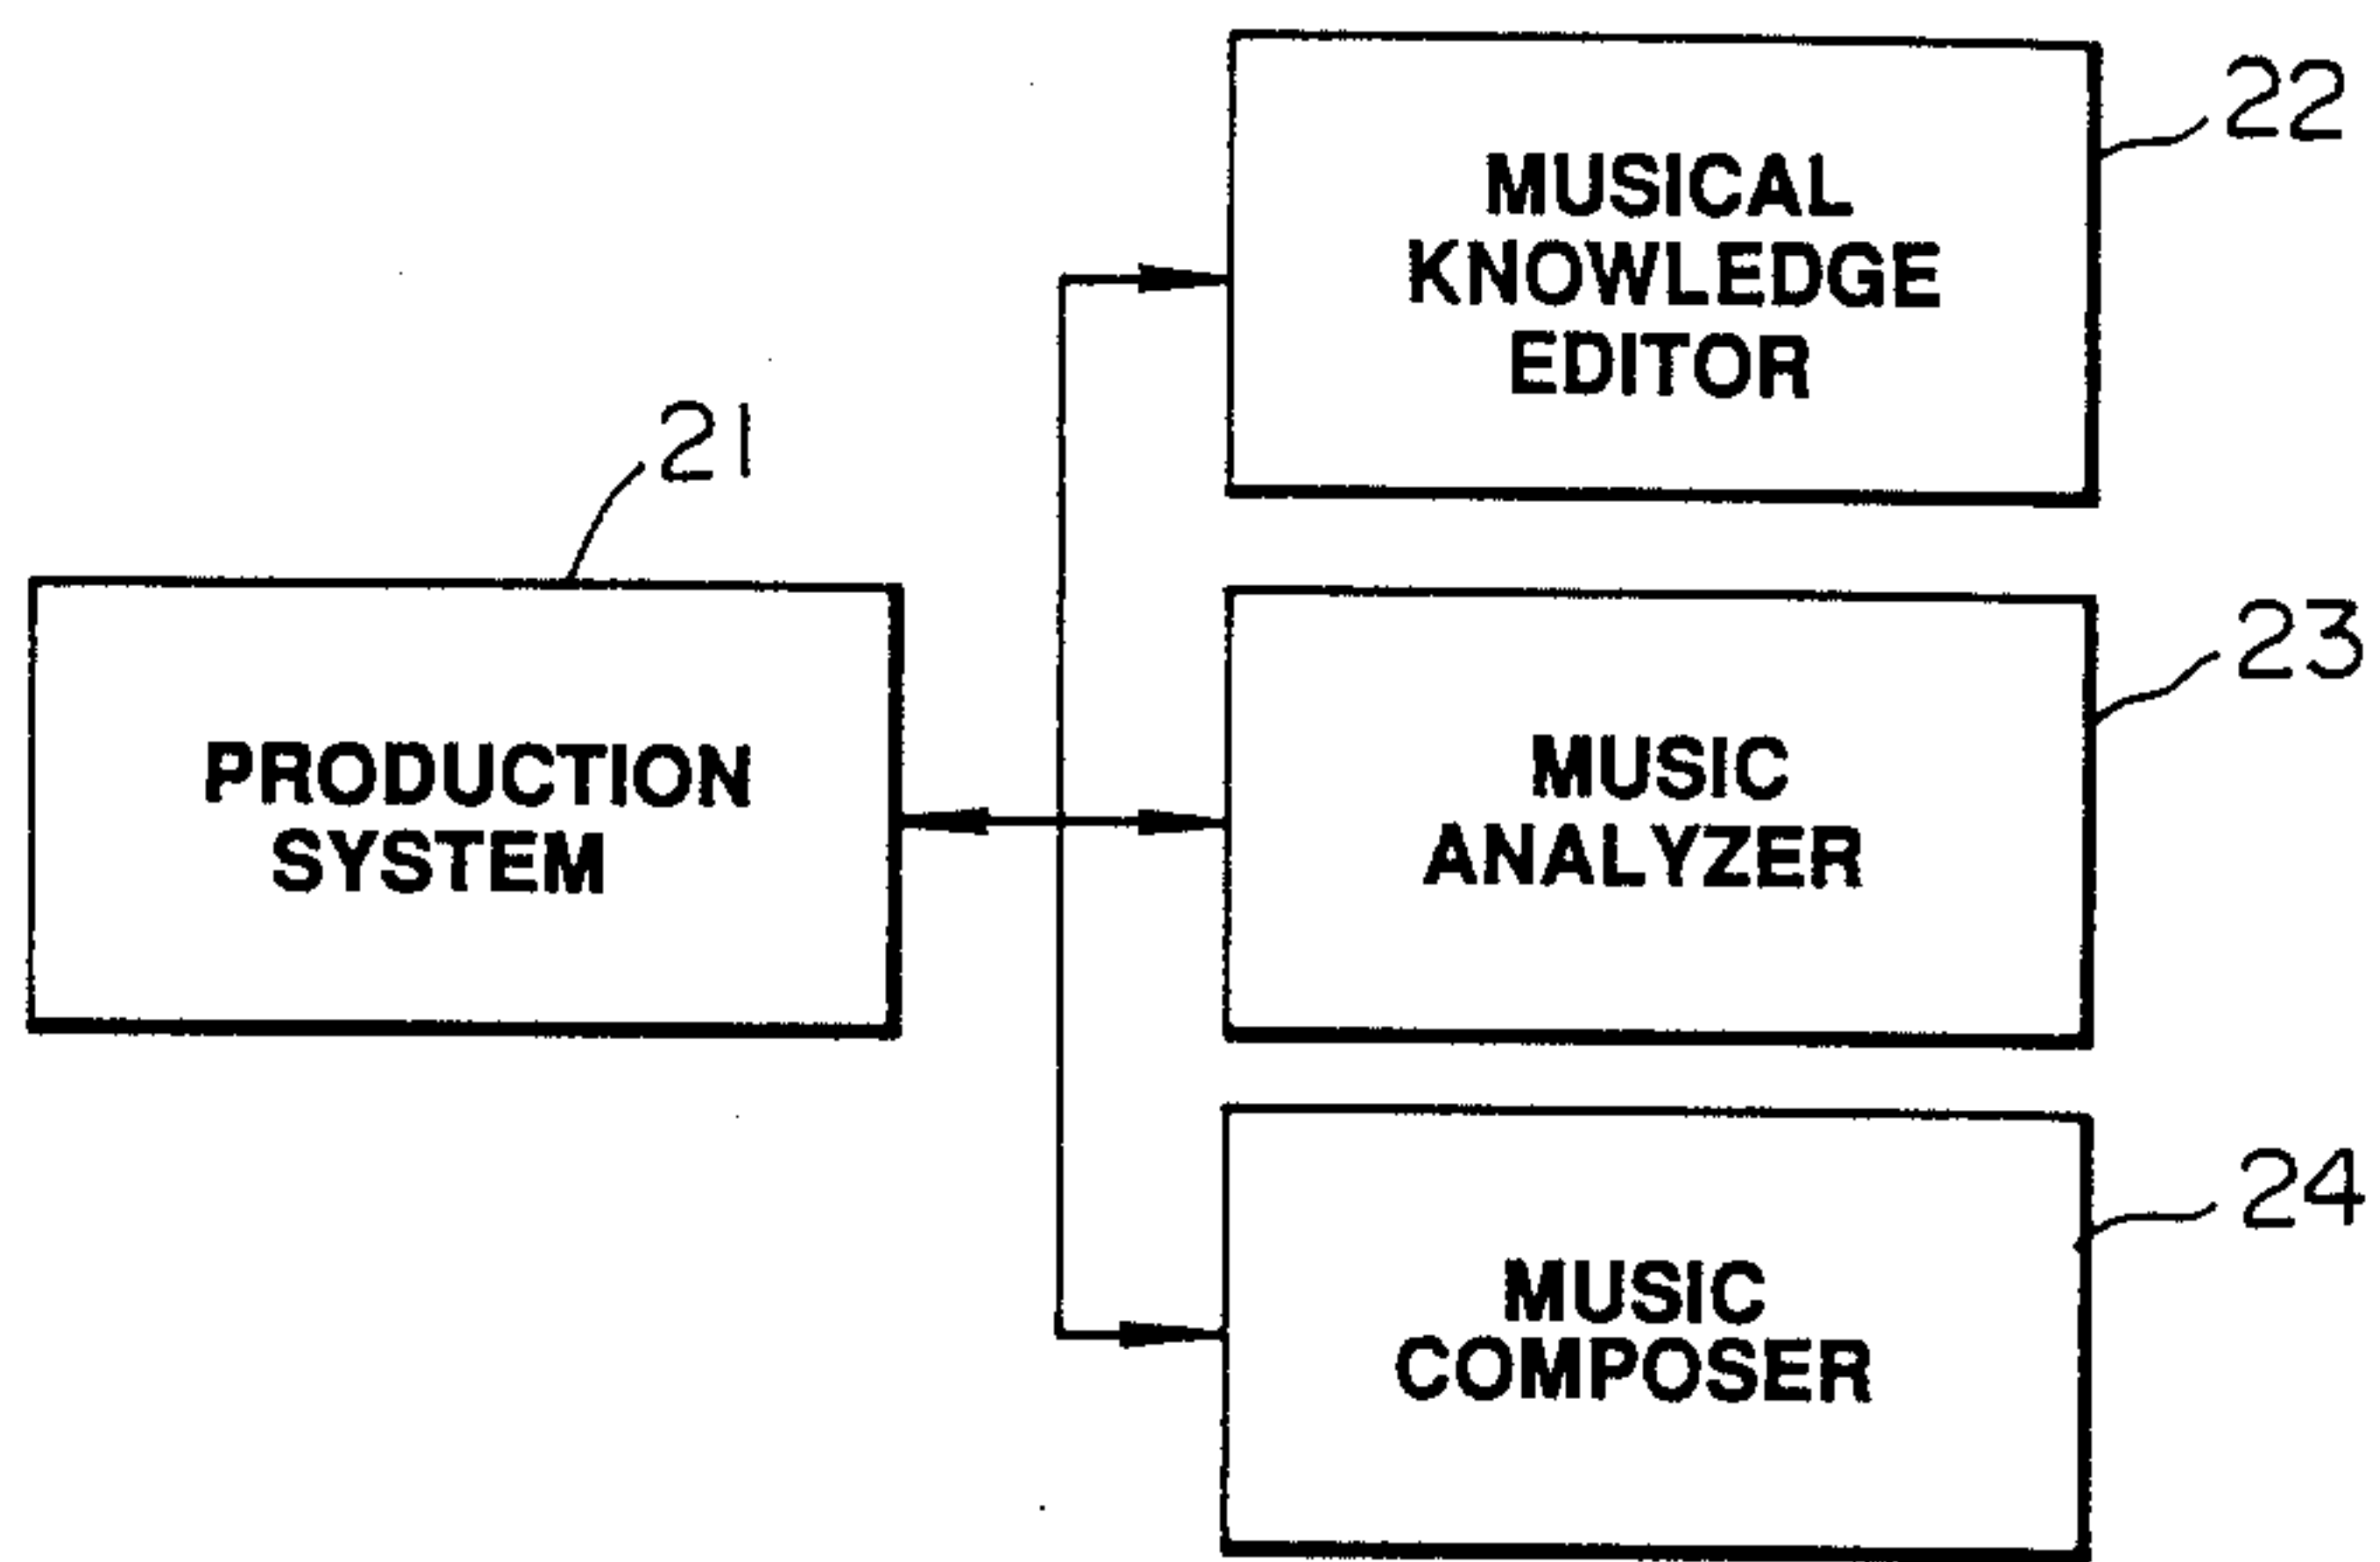 22
MUSICAL
KNOWLEDGE
EDITOR
21
PRODUCTION
SYSTEM
23
MUSIC
ANALYZER
24
MUSIC
COMPOSER